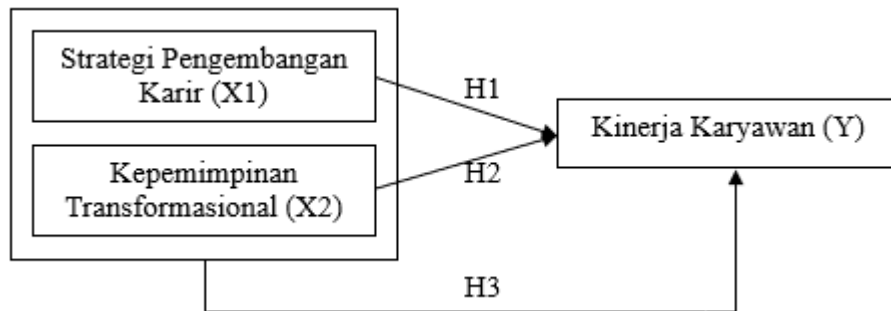 Strategi Pengembangan
Karir (X1)
H1
Kinerja Karyawan (Y)
Kepemimpinan
Transformasional (X2)
H2
H3